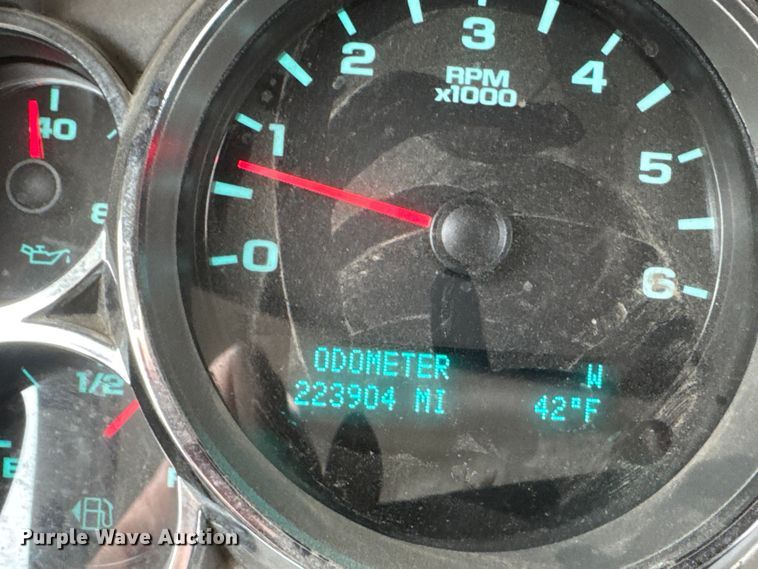 3
2
4
RPM
x1000
40
1
5
8
0
6
ODOMETER W
223904 MI 42°F
1/2
E
Purple Wave Auction